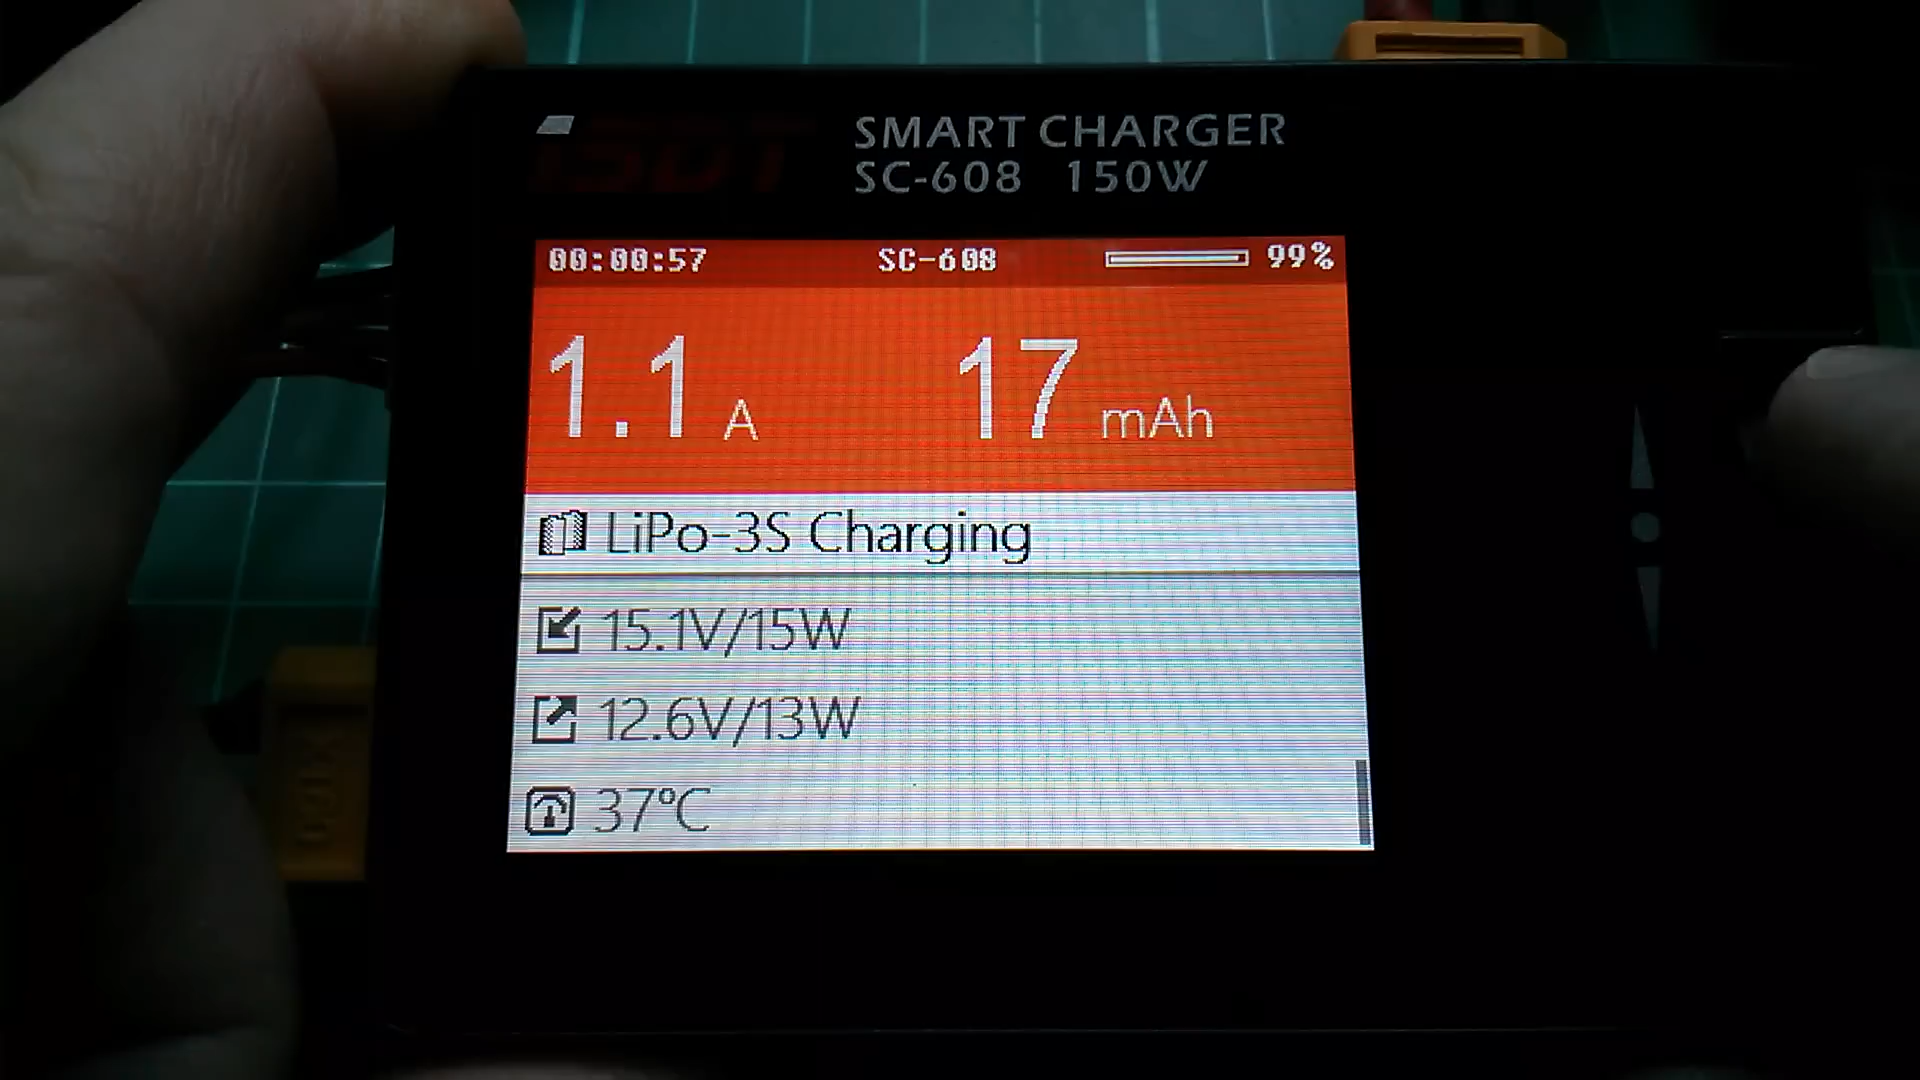 ISDT
SMART CHARGER
SC-608 150W
00:00:57 SC-608 99%
1.1 A 17 mAh
LiPo-3S Charging
15.1V/15W
12.6V/13W
37°C